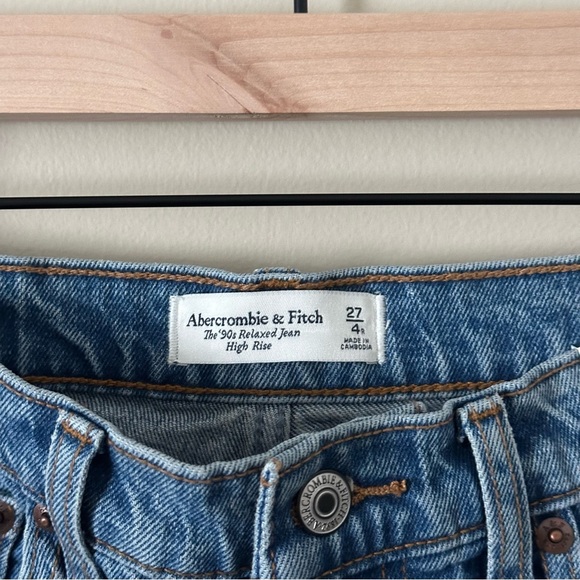 Abercrombie & Fitch
The '90s Relaxed Jean
High Rise
27
4R
MADE IN
CAMBODIA
ABERCROMBIE & FITCH